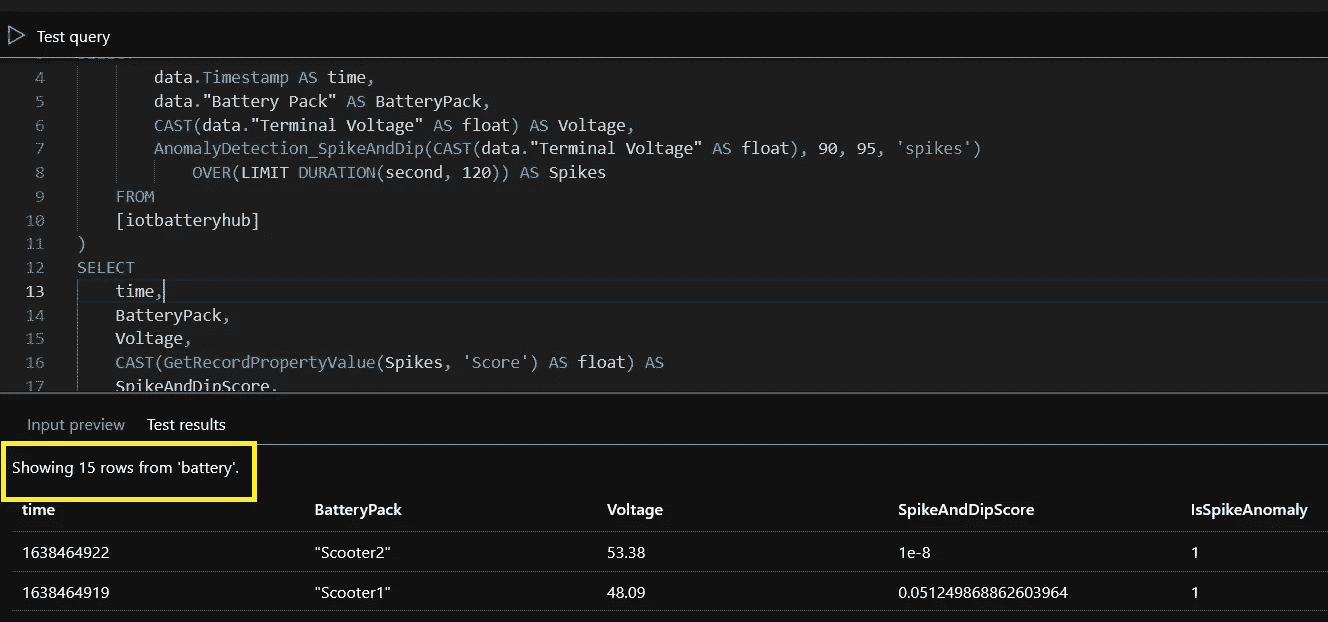 Test query
4 data.Timestamp AS time,
5 data."Battery Pack" AS BatteryPack,
6 CAST(data."Terminal Voltage" AS float) AS Voltage,
7 AnomalyDetection_SpikeAndDip(CAST(data."Terminal Voltage" AS float), 90, 95, 'spikes')
8 OVER(LIMIT DURATION(second, 120)) AS Spikes
9 FROM
10 [iotbatteryhub]
11 )
12 SELECT
13 time,
14 BatteryPack,
15 Voltage,
16 CAST(GetRecordPropertyValue(Spikes, 'Score') AS float) AS
17 SpikeAndDipScore,
Input preview Test results
Showing 15 rows from 'battery'.
time BatteryPack Voltage SpikeAndDipScore IsSpikeAnomaly
1638464922 "Scooter2" 53.38 1e-8 1
1638464919 "Scooter1" 48.09 0.051249868862603964 1